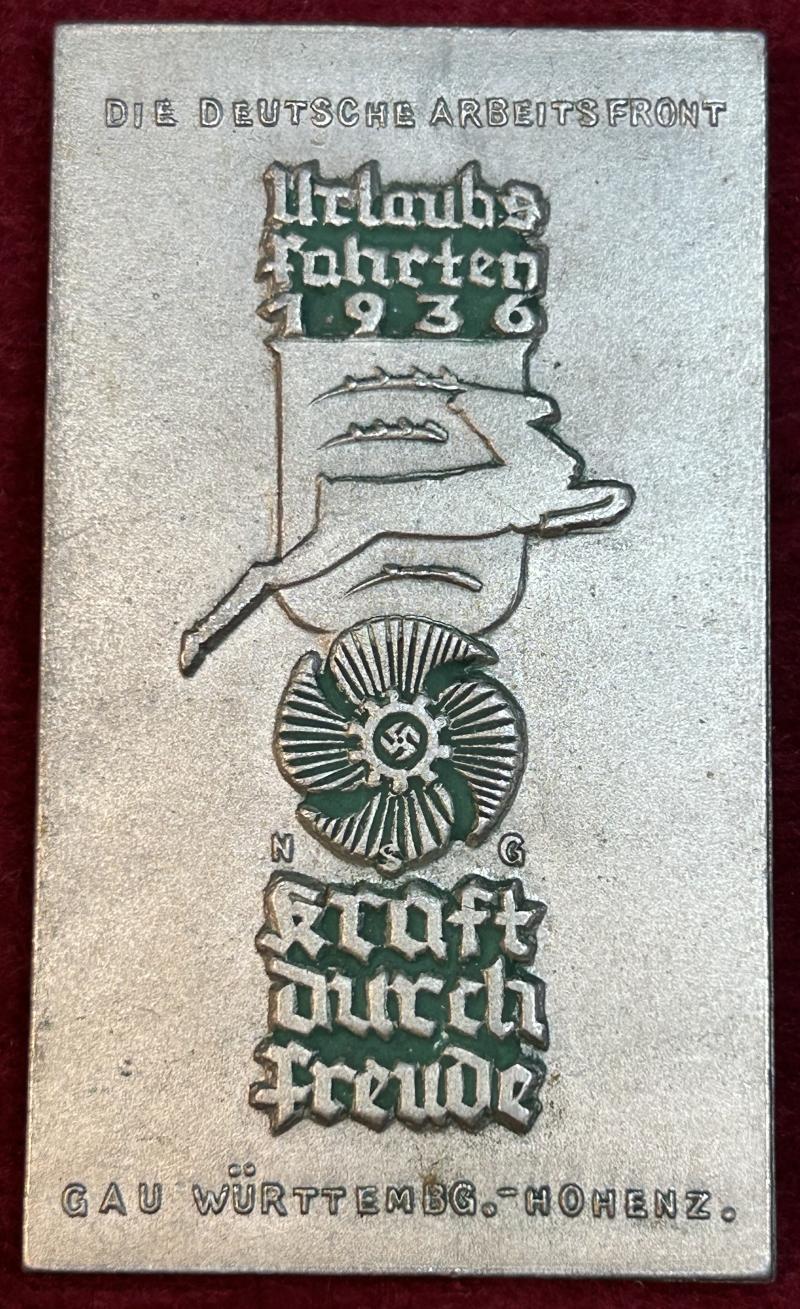 DIE DEUTSCHE ARBEITSFRONT
Urlaubs
fahrten
1936
N S G
kraft
durch
freude
GAU WÜRTTEMBG.-HOHENZ.